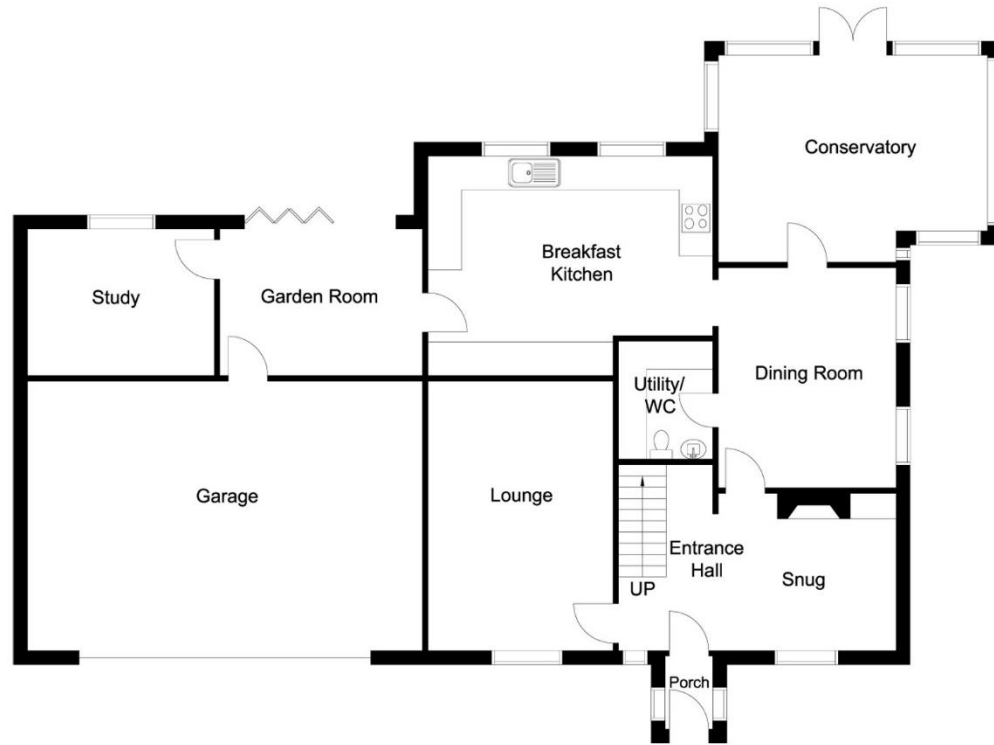 Conservatory
Breakfast
Kitchen
Study
Garden Room
Dining Room
Utility/
WC
Garage
Lounge
Entrance
Hall
Snug
UP
Porch